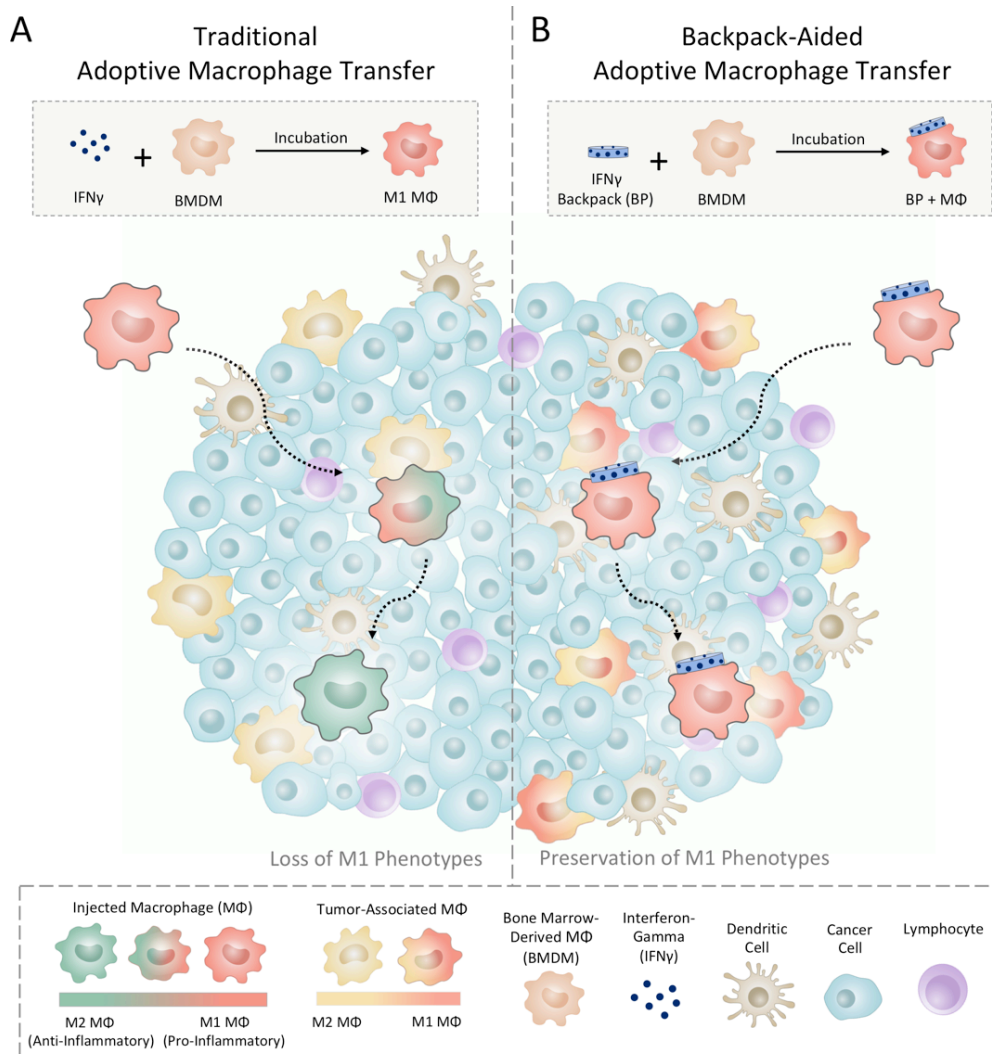 A
Traditional
Adoptive Macrophage Transfer
Incubation
+
IFNγ
BMDM
M1 MΦ
B
Backpack-Aided
Adoptive Macrophage Transfer
Incubation
+
IFNγ
Backpack (BP)
BMDM
BP + MΦ
Loss of M1 Phenotypes
Preservation of M1 Phenotypes
Injected Macrophage (MΦ)
M2 MΦ
(Anti-Inflammatory)
M1 MΦ
(Pro-Inflammatory)
Tumor-Associated MΦ
M2 MΦ
M1 MΦ
Bone Marrow-
Derived MΦ
(BMDM)
Interferon-
Gamma
(IFNγ)
Dendritic
Cell
Cancer
Cell
Lymphocyte